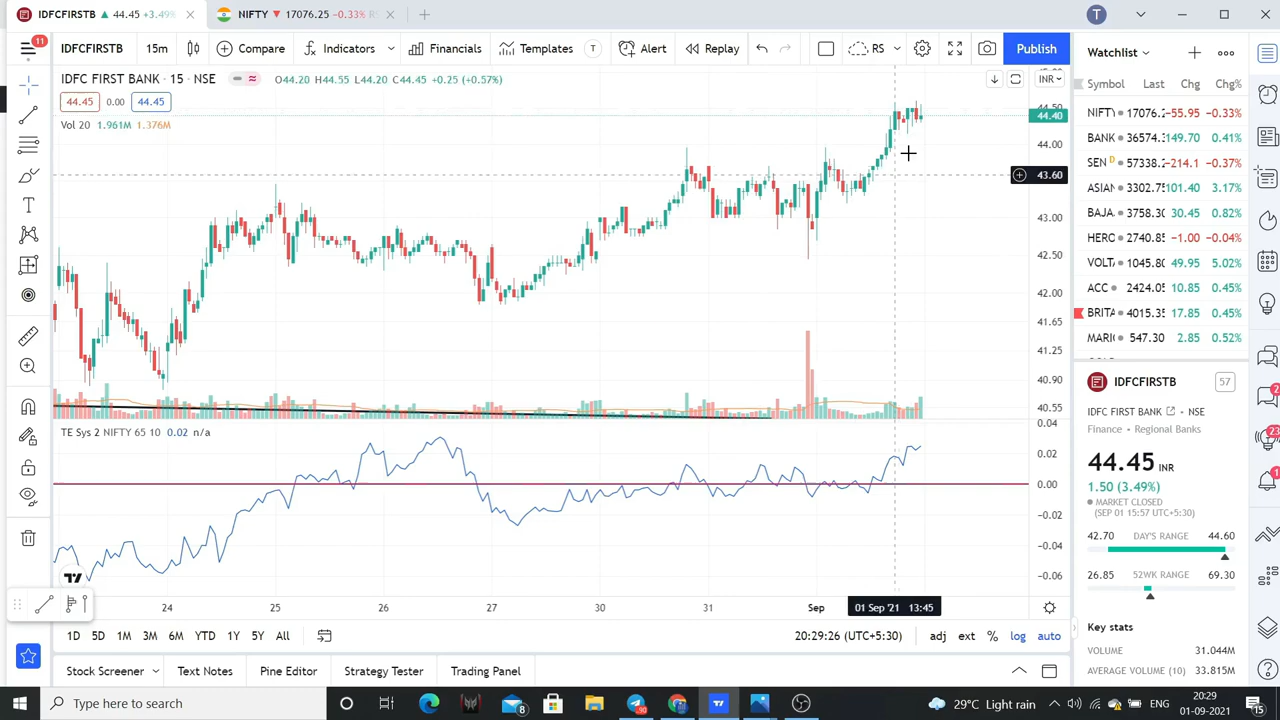 IDFCFIRSTB ▲ 44.45 +3.49%
NIFTY ▼ 17076.25 −0.33%
T
11
IDFCFIRSTB 15m Compare Indicators Financials Templates T Alert Replay RS Publish
IDFC FIRST BANK · 15 · NSE O44.20 H44.55 L44.20 C44.45 +0.25 (+0.57%)
44.45 0.00 44.45
Vol 20 1.961M 1.376M
INR
44.50
44.40
44.00
43.60
43.00
42.50
42.00
41.65
41.25
40.90
40.55
TE Sys 2 NIFTY 65 10 0.02 n/a
0.04
0.02
0.00
−0.02
−0.04
−0.06
24 25 26 27 30 31 Sep 01 Sep '21 13:45
1D 5D 1M 3M 6M YTD 1Y 5Y All 20:29:26 (UTC+5:30) adj ext % log auto
Stock Screener Text Notes Pine Editor Strategy Tester Trading Panel
Watchlist
Symbol Last Chg Chg
NIFTY 17076.2 −55.95 −0.33%
BANK 36574.3 149.70 0.41%
SEN D 57338.2 −214.1 −0.37%
ASIAN 3302.75 101.40 3.17%
BAJA 3758.30 30.45 0.82%
HERO 2740.85 −1.00 −0.04%
VOLT 1045.80 49.95 5.02%
ACC 2424.05 10.85 0.45%
BRITA 4015.35 17.85 0.45%
MARI 547.30 2.85 0.52%
IDFCFIRSTB 57
IDFC FIRST BANK · NSE
Finance · Regional Banks
44.45 INR
1.50 (3.49%)
MARKET CLOSED
(SEP 01 15:57 UTC+5:30)
42.70 DAY'S RANGE 44.60
26.85 52WK RANGE 69.30
Key stats
VOLUME 31.044M
AVERAGE VOLUME (10) 33.815M
Type here to search
8
29°C Light rain
ENG
20:29
01-09-2021
15